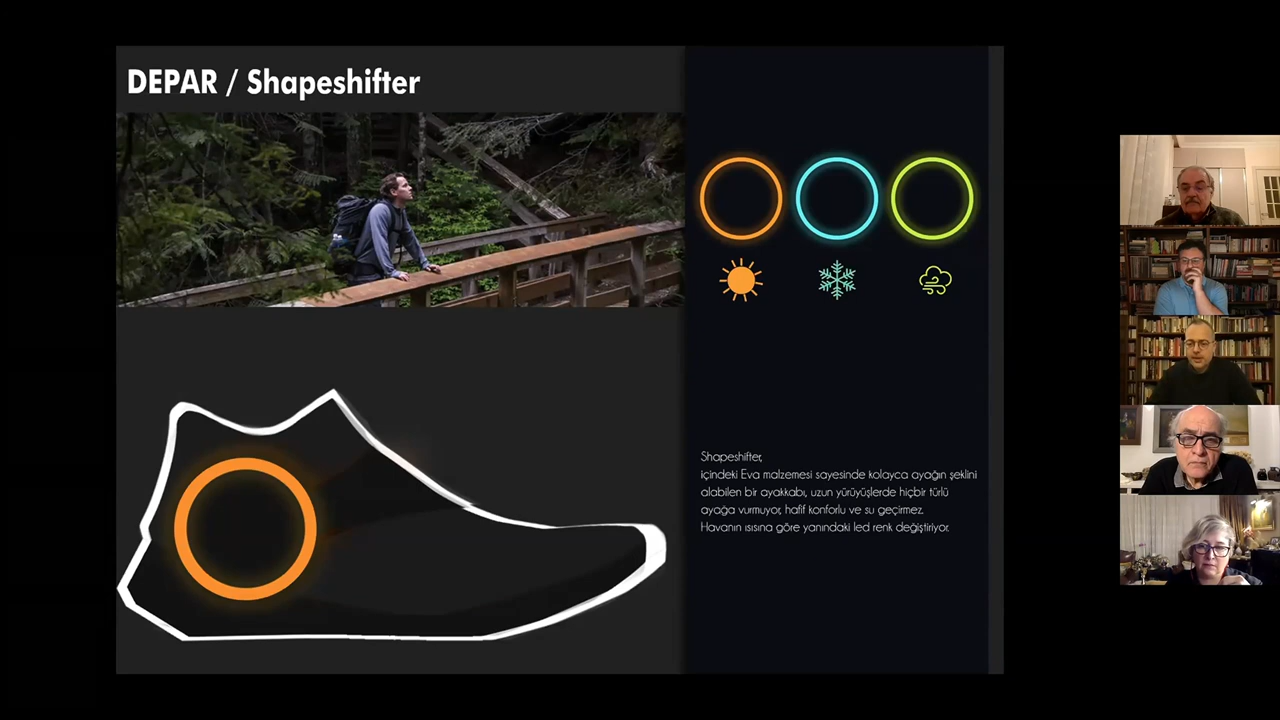 DEPAR / Shapeshifter
Shapeshifter,
içindeki Eva malzemesi sayesinde kolayca ayağın şeklini
alabilen bir ayakkabı, uzun yürüyüşlerde hiçbir türlü
ayağa vurmuyor, hafif konforlu ve su geçirmez.
Havanın ısısına göre yanındaki led renk değiştiriyor.